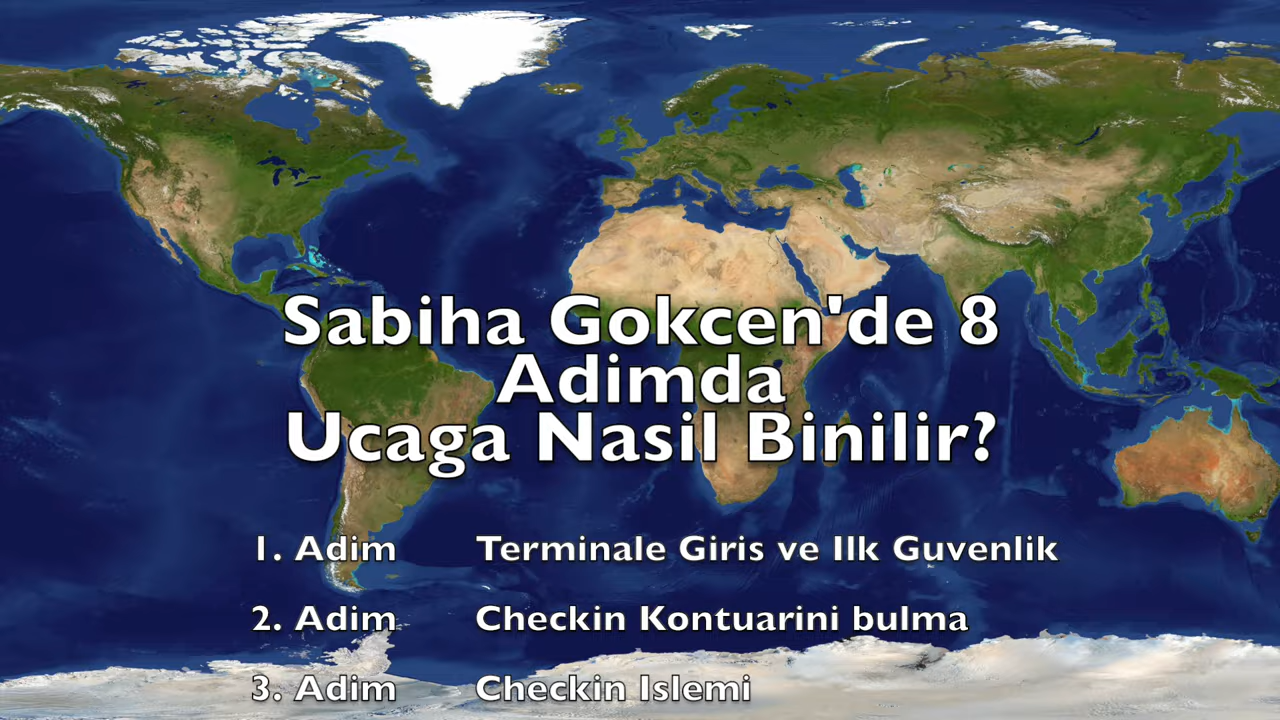 Sabiha Gokcen'de 8
Adimda
Ucaga Nasil Binilir?
1. Adim Terminale Giris ve Ilk Guvenlik
2. Adim Checkin Kontuarini bulma
3. Adim Checkin Islemi